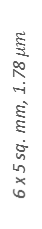 6 x 5 sq. mm, 1.78 μm